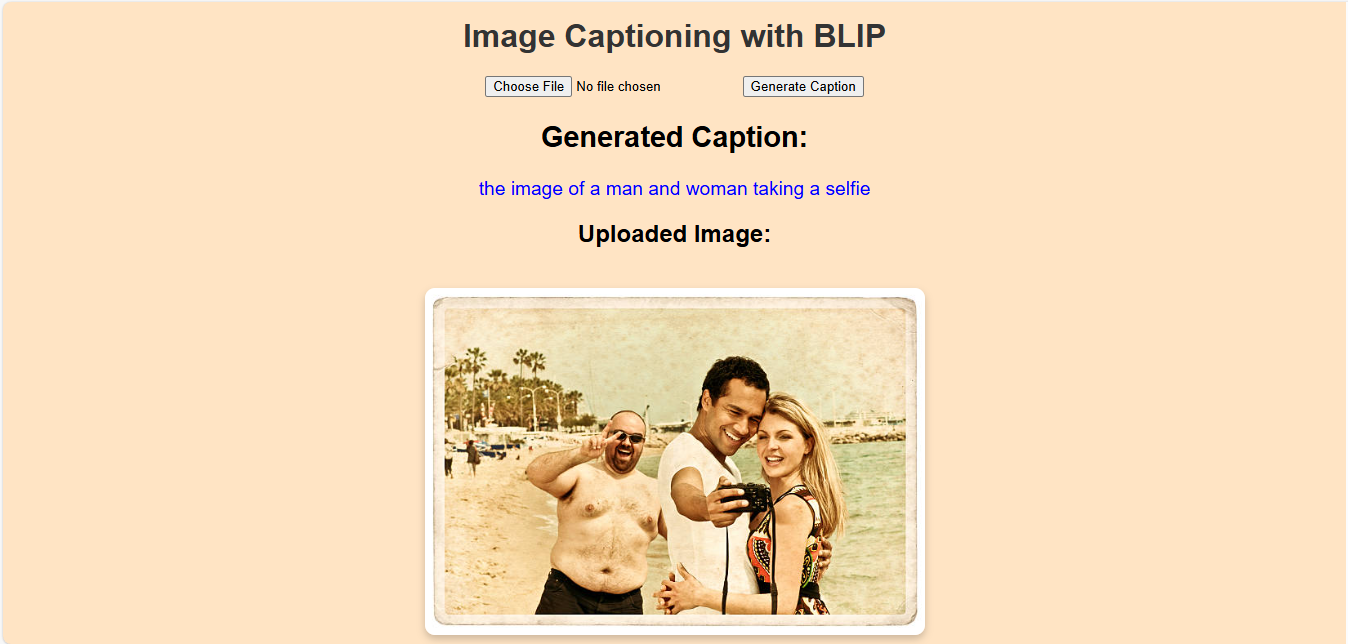 Image Captioning with BLIP
Choose File No file chosen Generate Caption
Generated Caption:
the image of a man and woman taking a selfie
Uploaded Image: